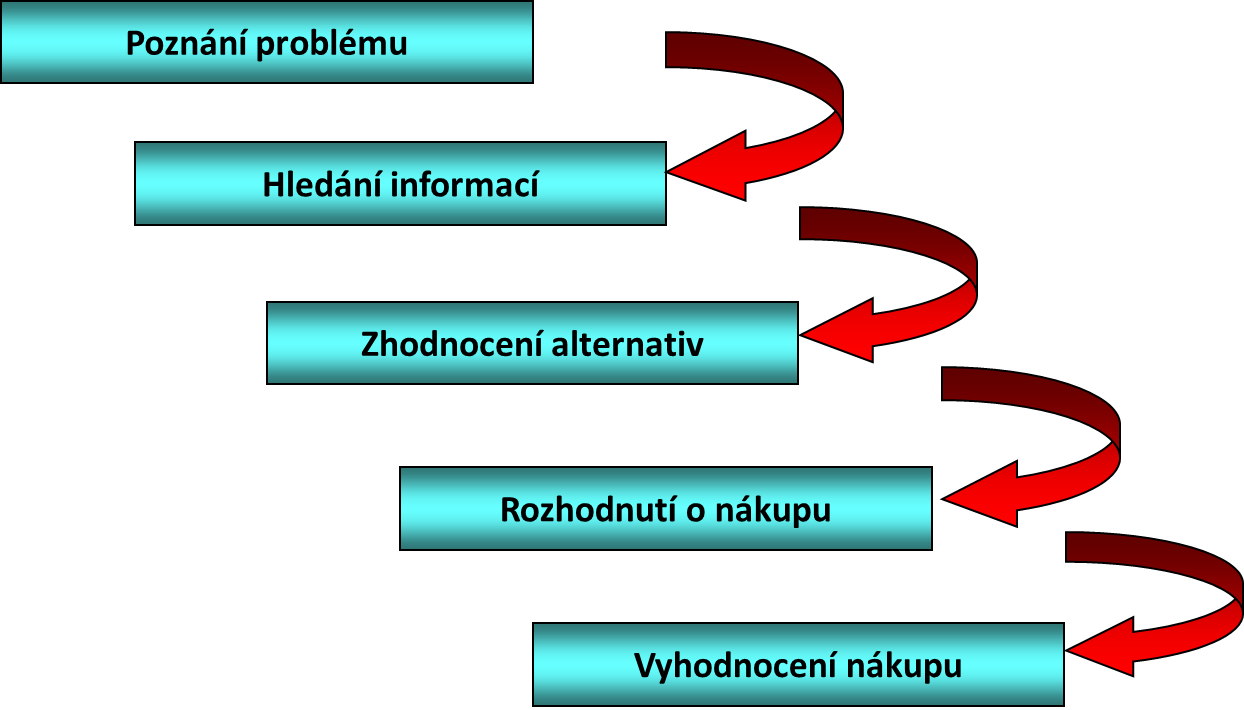 Poznání problému
Hledání informací
Zhodnocení alternativ
Rozhodnutí o nákupu
Vyhodnocení nákupu